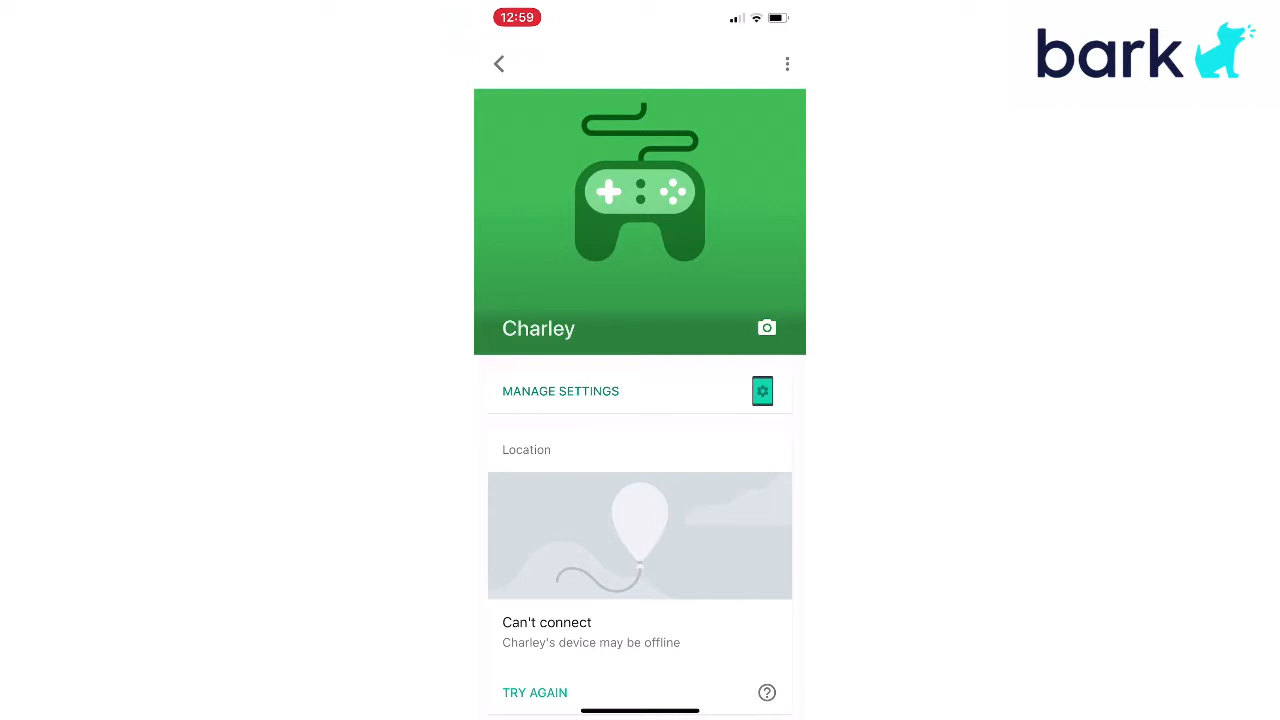 12:59
bark
Charley
MANAGE SETTINGS
Location
Can't connect
Charley's device may be offline
TRY AGAIN